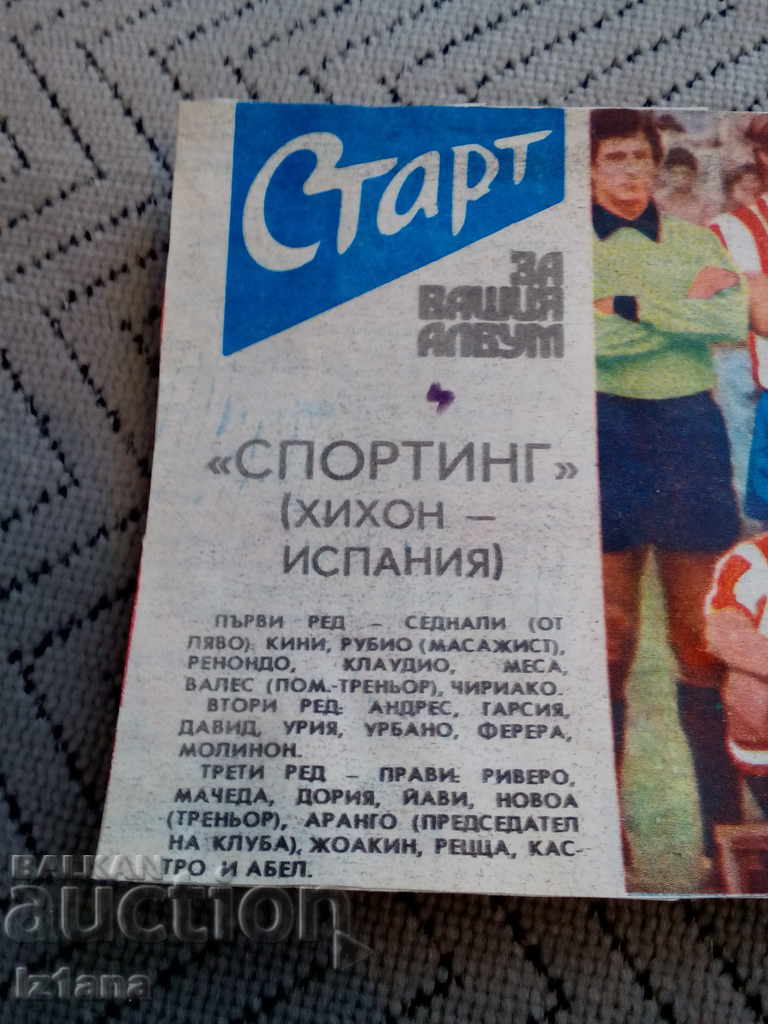 Старт
ЗА
ВАШИЯ
АЛБУМ
«СПОРТИНГ»
(ХИХОН –
ИСПАНИЯ)
ПЪРВИ РЕД – СЕДНАЛИ (ОТ
ЛЯВО): КИНИ, РУБИО (МАСАЖИСТ),
РЕНОНДО, КЛАУДИО, МЕСА,
ВАЛЕС (ПОМ.-ТРЕНЬОР), ЧИРИАКО.
ВТОРИ РЕД: АНДРЕС, ГАРСИЯ,
ДАВИД, УРИЯ, УРБАНО, ФЕРЕРА,
МОЛИНОН.
ТРЕТИ РЕД – ПРАВИ: РИВЕРО,
МАЧЕДА, ДОРИЯ, ЙАВИ, НОВОА
(ТРЕНЬОР), АРАНГО (ПРЕДСЕДАТЕЛ
НА КЛУБА), ЖОАКИН, РЕЦЦА, КАС-
ТРО И АБЕЛ.
BALKAN
auction
iz1ana